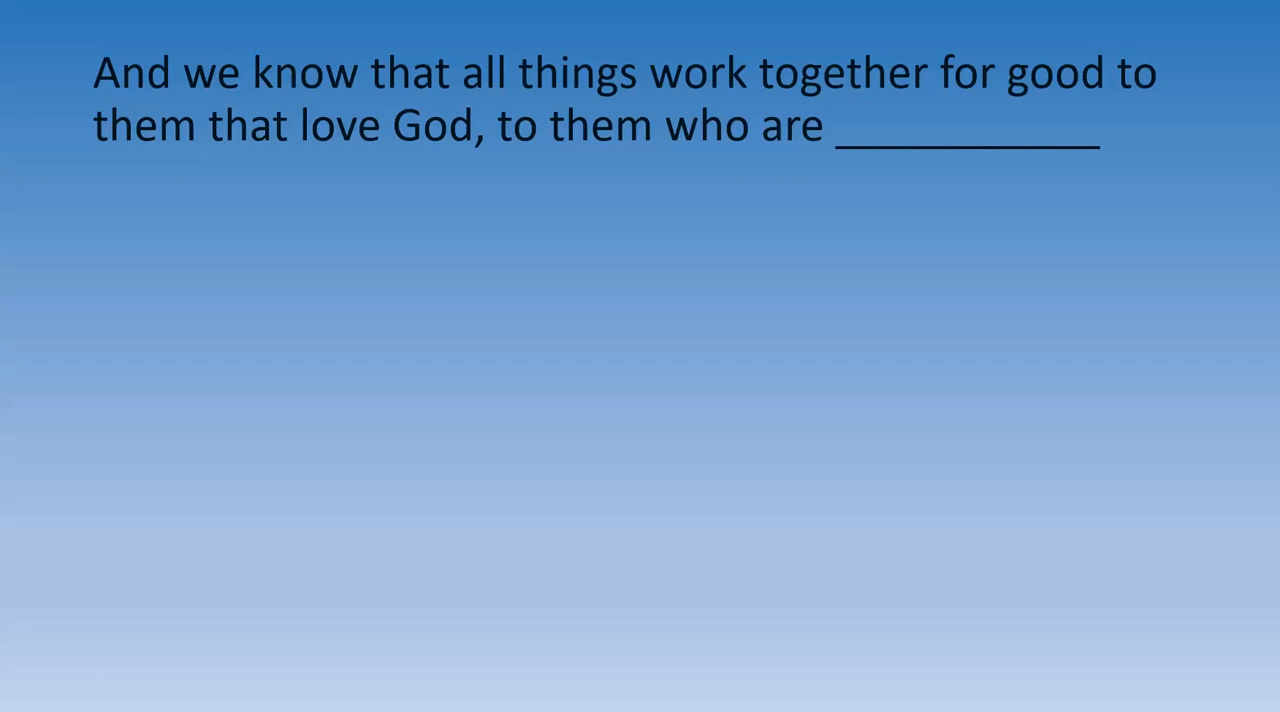 And we know that all things work together for good to
them that love God, to them who are ____________